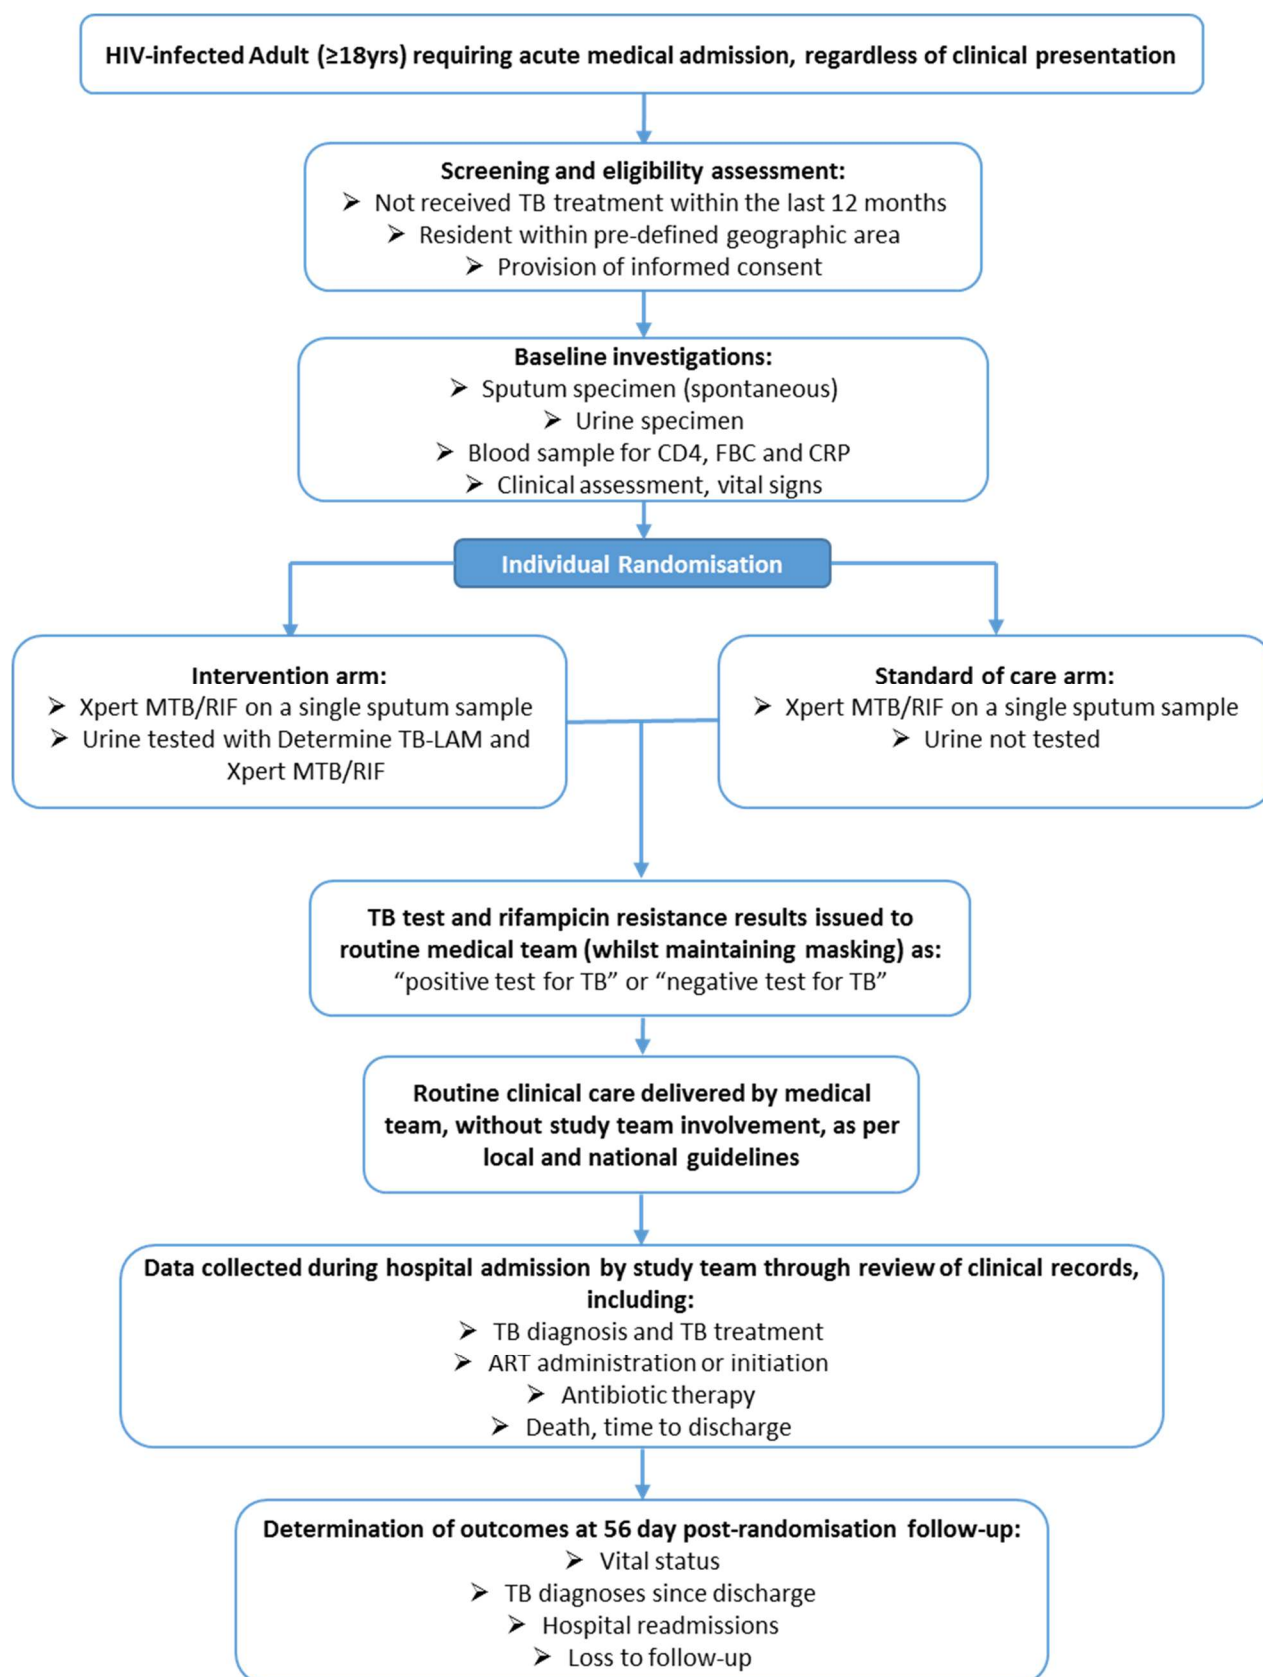 HIV-infected Adult (≥18yrs) requiring acute medical admission, regardless of clinical presentation
Screening and eligibility assessment:
➢ Not received TB treatment within the last 12 months
➢ Resident within pre-defined geographic area
➢ Provision of informed consent
Baseline investigations:
➢ Sputum specimen (spontaneous)
➢ Urine specimen
➢ Blood sample for CD4, FBC and CRP
➢ Clinical assessment, vital signs
Individual Randomisation
Intervention arm:
➢ Xpert MTB/RIF on a single sputum sample
➢ Urine tested with Determine TB-LAM and
Xpert MTB/RIF
Standard of care arm:
➢ Xpert MTB/RIF on a single sputum sample
➢ Urine not tested
TB test and rifampicin resistance results issued to
routine medical team (whilst maintaining masking) as:
“positive test for TB” or “negative test for TB”
Routine clinical care delivered by medical
team, without study team involvement, as per
local and national guidelines
Data collected during hospital admission by study team through review of clinical records,
including:
➢ TB diagnosis and TB treatment
➢ ART administration or initiation
➢ Antibiotic therapy
➢ Death, time to discharge
Determination of outcomes at 56 day post-randomisation follow-up:
➢ Vital status
➢ TB diagnoses since discharge
➢ Hospital readmissions
➢ Loss to follow-up